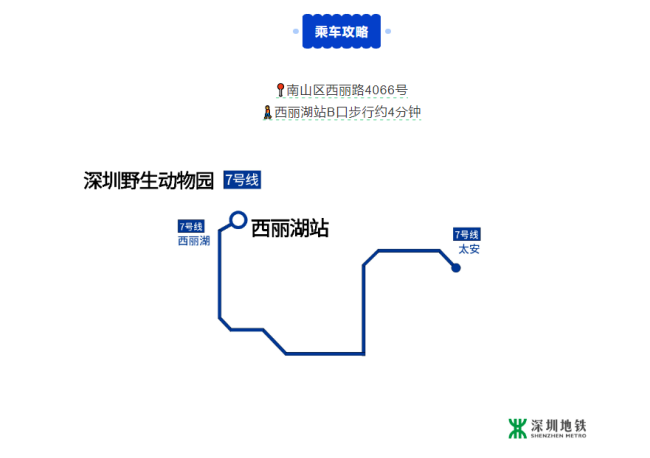 乘车攻略
南山区西丽路4066号
西丽湖站B口步行约4分钟
深圳野生动物园 7号线
7号线
西丽湖
西丽湖站
7号线
太安
深圳地铁
SHENZHEN METRO